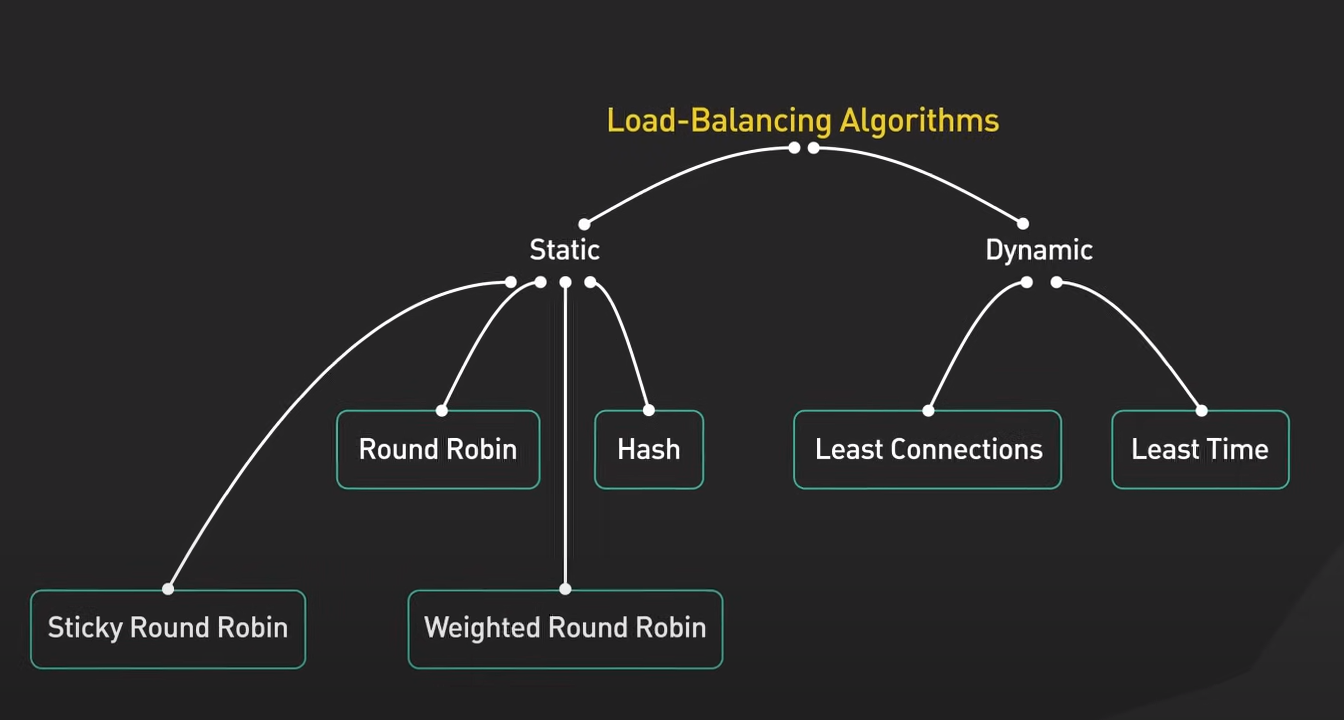 Load-Balancing Algorithms
Static
Dynamic
Round Robin
Hash
Least Connections
Least Time
Sticky Round Robin
Weighted Round Robin